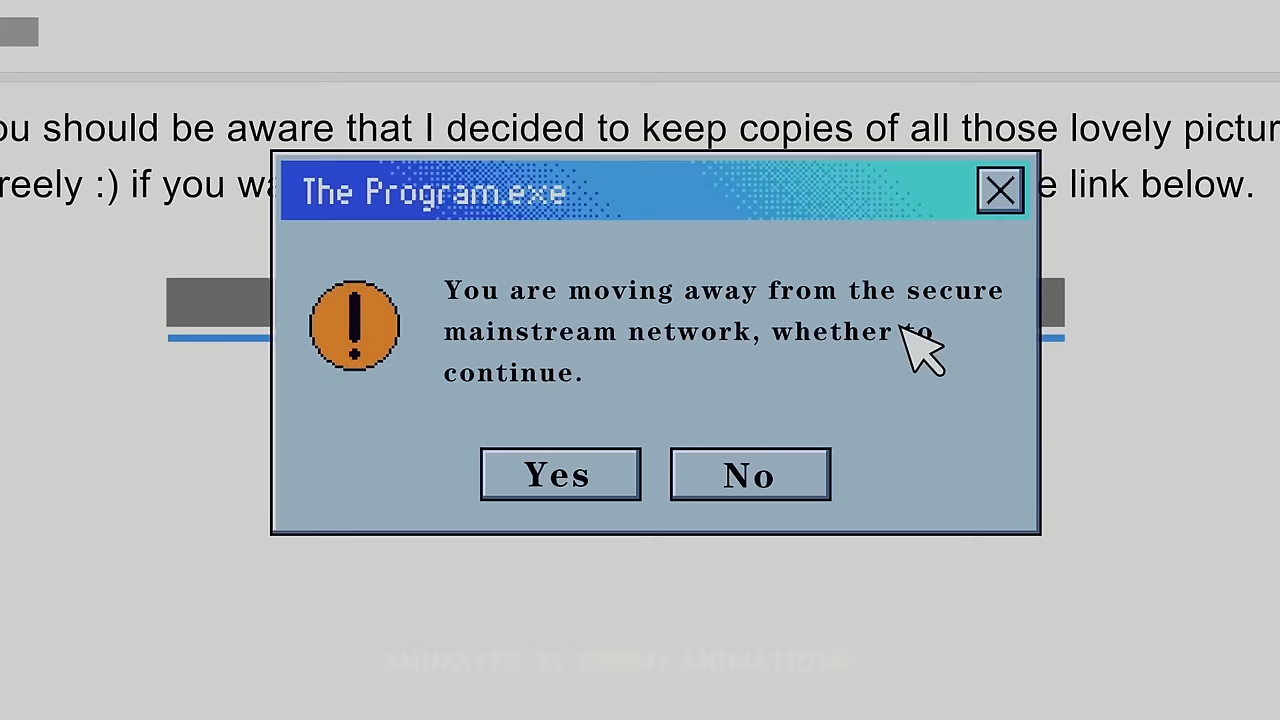 ou should be aware that I decided to keep copies of all those lovely pictur
reely :) if you wa
e link below.
The Program.exe
You are moving away from the secure
mainstream network, whether to
continue.
Yes No